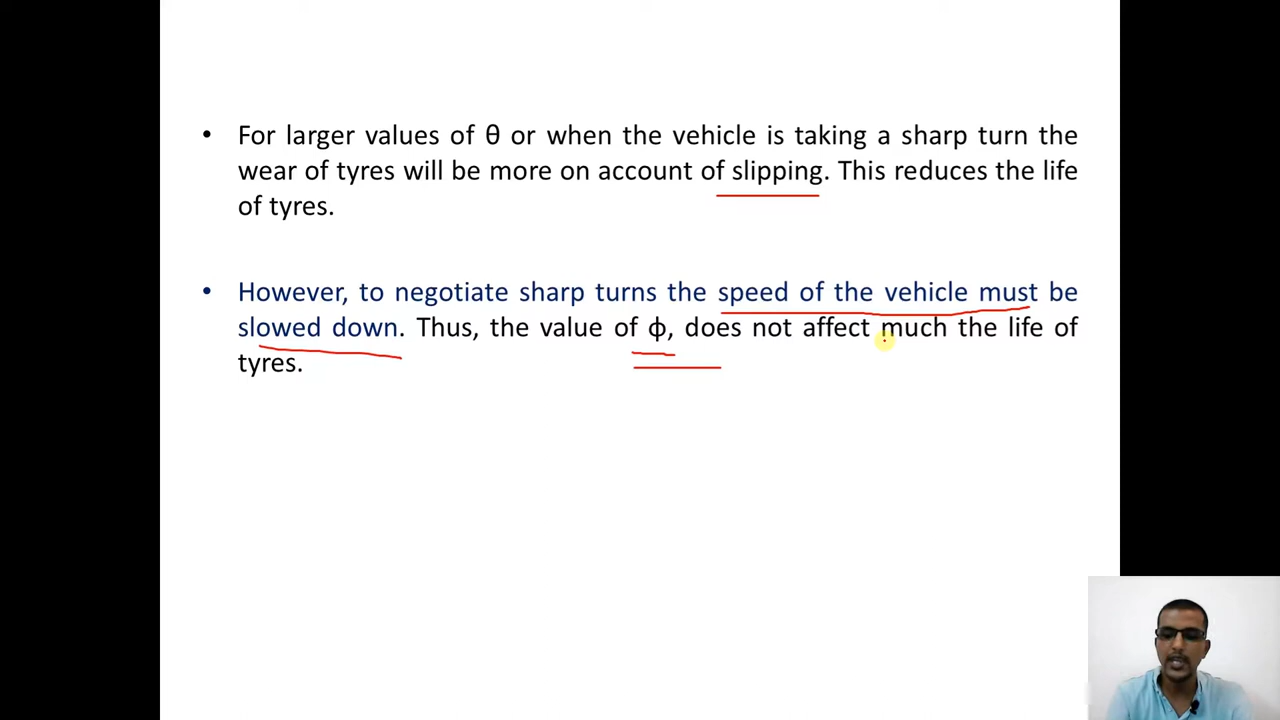 • For larger values of θ or when the vehicle is taking a sharp turn the
wear of tyres will be more on account of slipping. This reduces the life
of tyres.
• However, to negotiate sharp turns the speed of the vehicle must be
slowed down. Thus, the value of ϕ, does not affect much the life of
tyres.